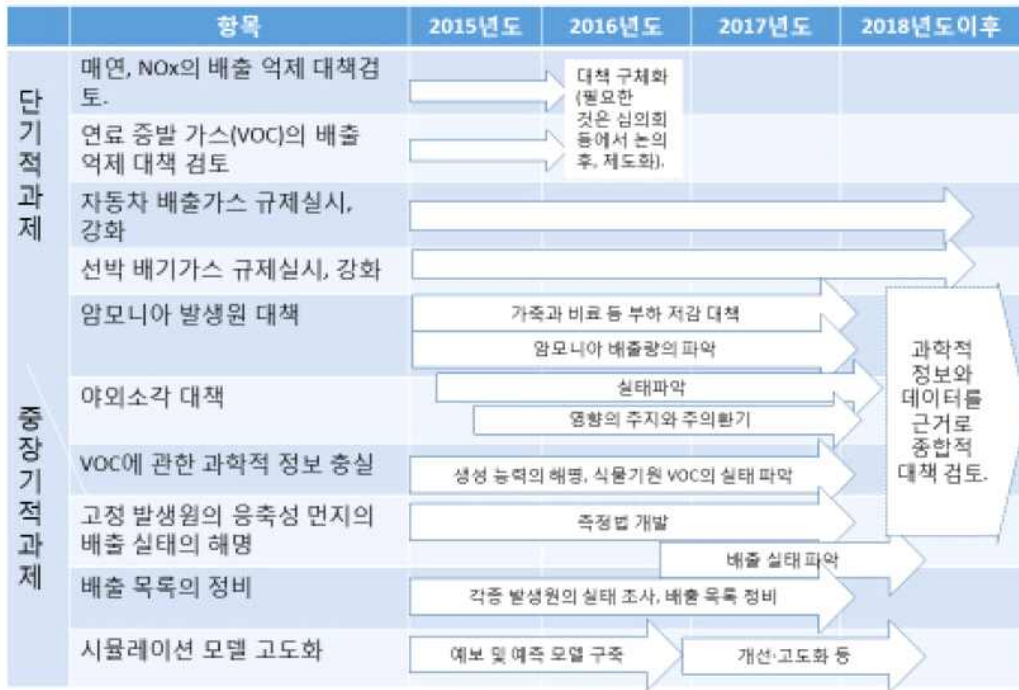 항목 2015년도 2016년도 2017년도 2018년도이후
단기적과제
매연, NOx의 배출 억제 대책검
토.
대책 구체화
(필요한
것은 심의회
등에서 논의
후, 제도화).
연료 증발 가스(VOC)의 배출
억제 대책 검토
자동차 배출가스 규제실시,
강화
선박 배기가스 규제실시, 강화
중장기적과제
암모니아 발생원 대책
가축과 비료 등 부하 저감 대책
암모니아 배출량의 파악
야외소각 대책
실태파악
영향의 주지와 주의환기
VOC에 관한 과학적 정보 충실
생성 능력의 해명, 식물기원 VOC의 실태 파악
고정 발생원의 응축성 먼지의
배출 실태의 해명
측정법 개발
배출 실태 파악
배출 목록의 정비
각종 발생원의 실태 조사, 배출 목록 정비
시뮬레이션 모델 고도화
예보 및 예측 모델 구축
개선·고도화 등
과학적
정보와
데이터를
근거로
종합적
대책 검토.